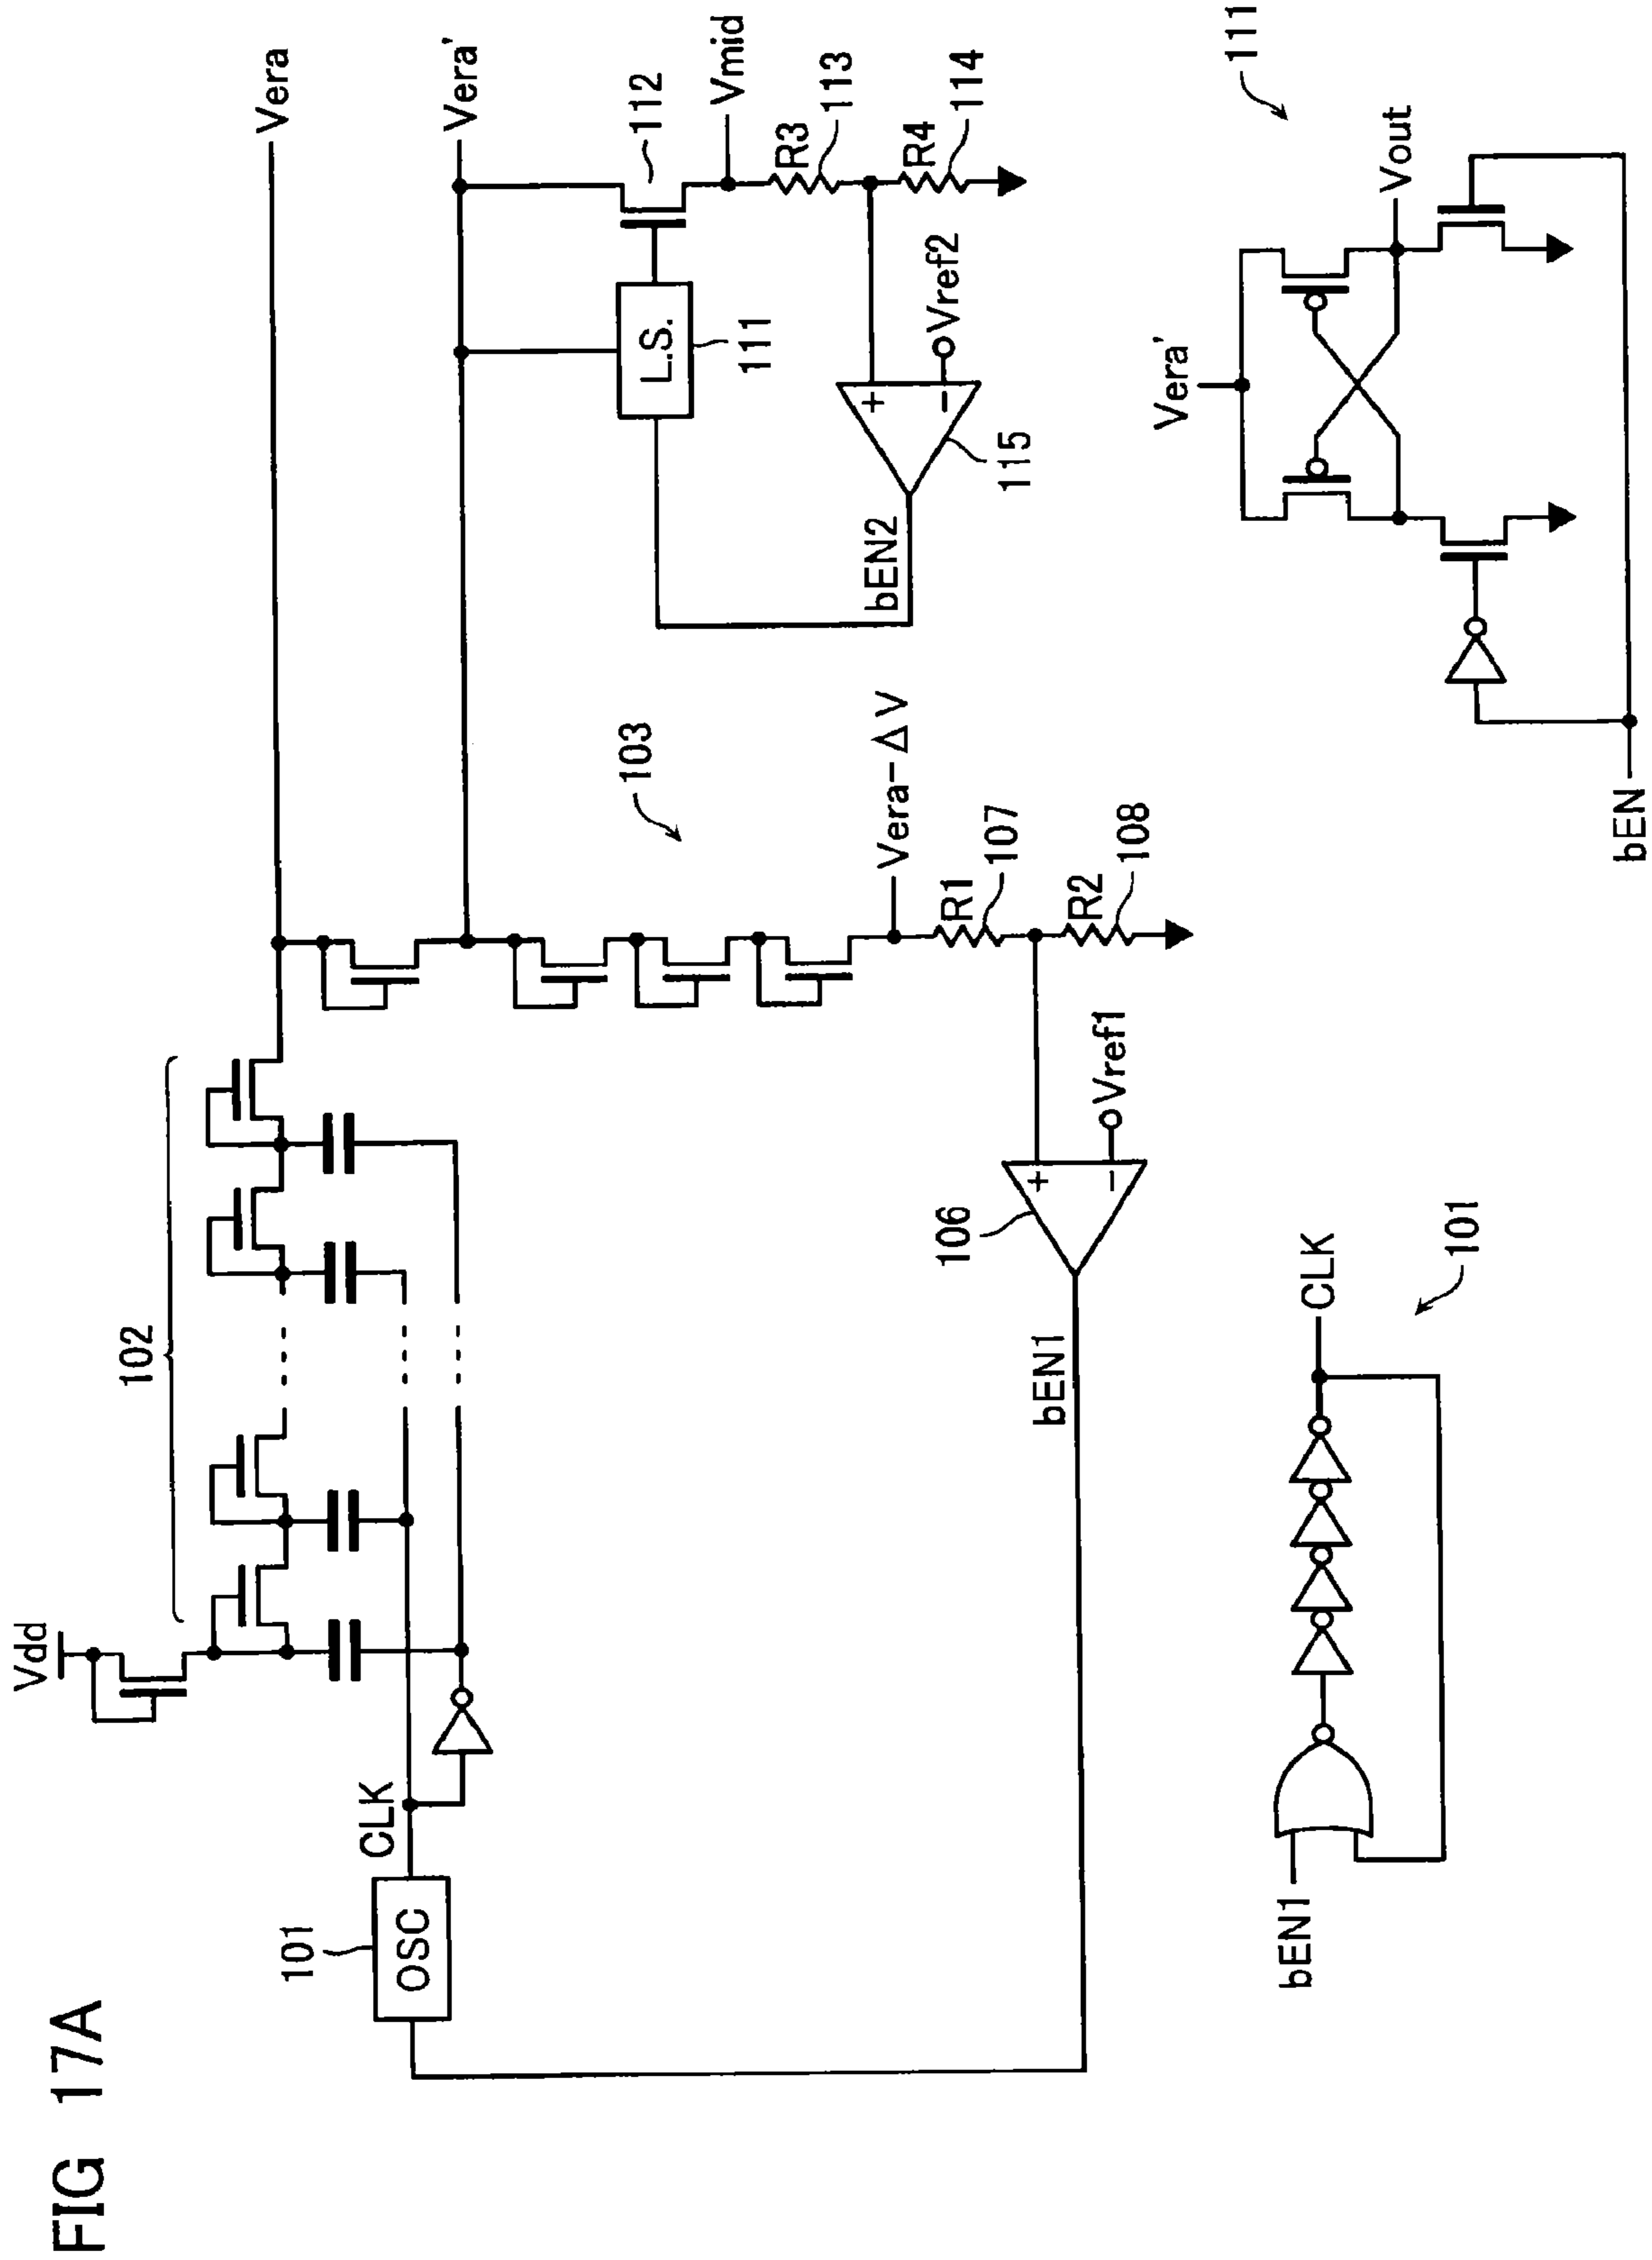 FIG 17A
Vdd
102
Vera
Vera'
101
OSC
CLK
103
L.S.
111
112
Vmid
R3
113
R4
114
Vref2
+
-
115
bEN2
Vera-ΔV
R1
107
R2
108
Vref1
+
-
106
bEN1
bEN1
CLK
101
Vera'
Vout
111
bEN